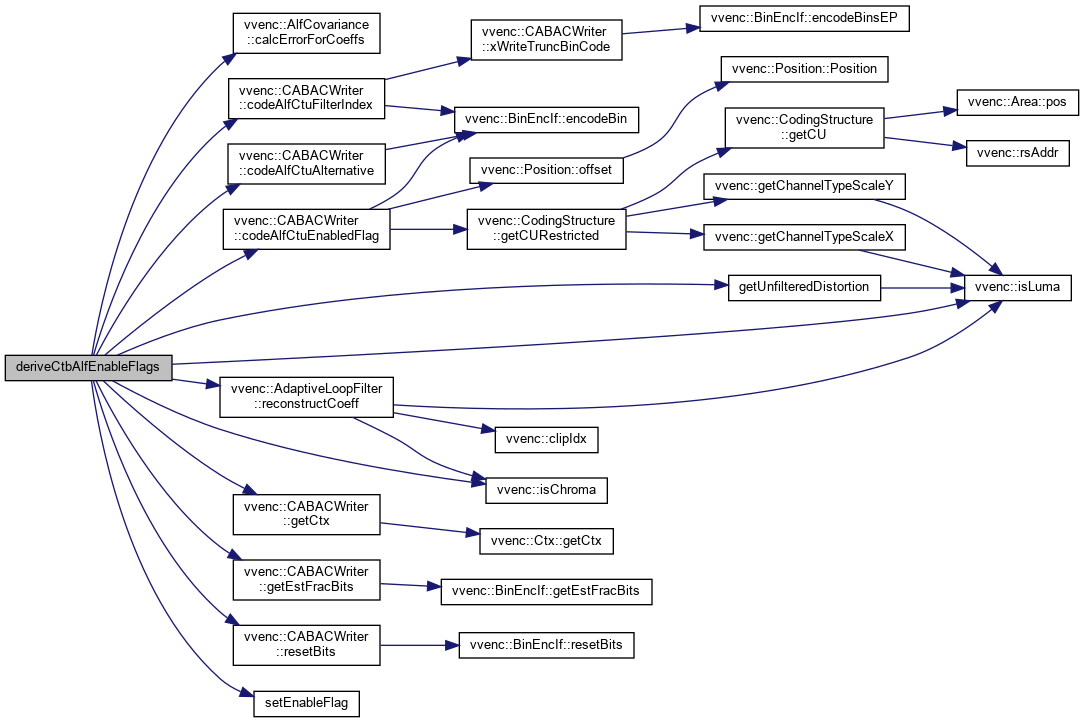 deriveCtbAlfEnableFlags
vvenc::AlfCovariance
::calcErrorForCoeffs
vvenc::CABACWriter
::codeAlfCtuFilterIndex
vvenc::CABACWriter
::codeAlfCtuAlternative
vvenc::CABACWriter
::codeAlfCtuEnabledFlag
vvenc::AdaptiveLoopFilter
::reconstructCoeff
vvenc::CABACWriter
::getCtx
vvenc::CABACWriter
::getEstFracBits
vvenc::CABACWriter
::resetBits
setEnableFlag
vvenc::CABACWriter
::xWriteTruncBinCode
vvenc::BinEncIf::encodeBin
vvenc::Position::offset
vvenc::CodingStructure
::getCURestricted
vvenc::clipIdx
vvenc::isChroma
vvenc::Ctx::getCtx
vvenc::BinEncIf::getEstFracBits
vvenc::BinEncIf::resetBits
vvenc::BinEncIf::encodeBinsEP
vvenc::Position::Position
vvenc::CodingStructure
::getCU
vvenc::getChannelTypeScaleY
vvenc::getChannelTypeScaleX
getUnfilteredDistortion
vvenc::Area::pos
vvenc::rsAddr
vvenc::isLuma